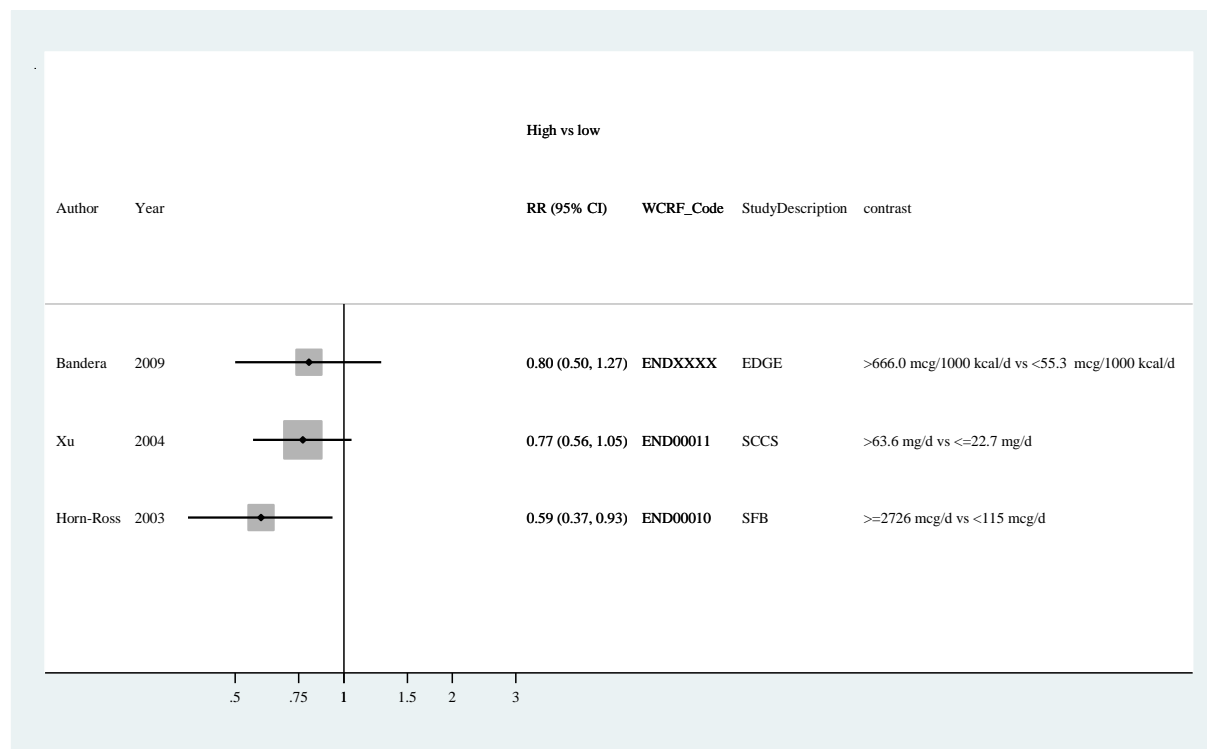 .
High vs low
Author Year RR (95% CI) WCRF_Code StudyDescription contrast
Bandera 2009 0.80 (0.50, 1.27) ENDXXXX EDGE >666.0 mcg/1000 kcal/d vs <55.3  mcg/1000 kcal/d
Xu 2004 0.77 (0.56, 1.05) END00011 SCCS >63.6 mg/d vs <=22.7 mg/d
Horn-Ross 2003 0.59 (0.37, 0.93) END00010 SFB >=2726 mcg/d vs <115 mcg/d
.5 .75 1 1.5 2 3